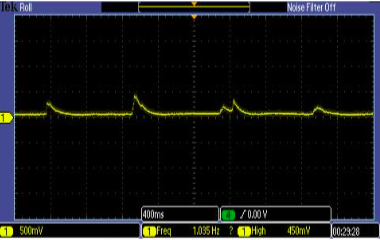 Tek Roll Noise Filter Off
1
400ms 4 / 0.00 V
1 500mV 1 Freq 1.035 Hz ? 1 High 450mV 00:29:28